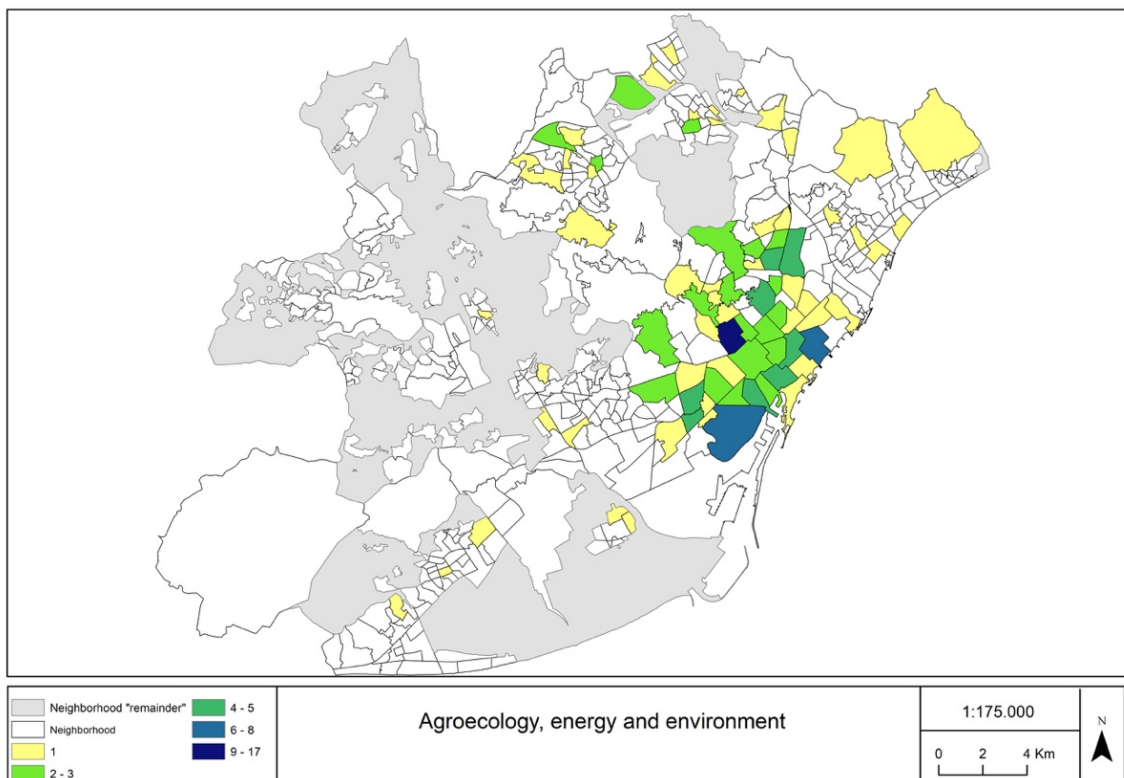 Neighborhood "remainder"
Neighborhood
1
2 - 3
4 - 5
6 - 8
9 - 17
Agroecology, energy and environment
1:175.000
0 2 4 Km
N